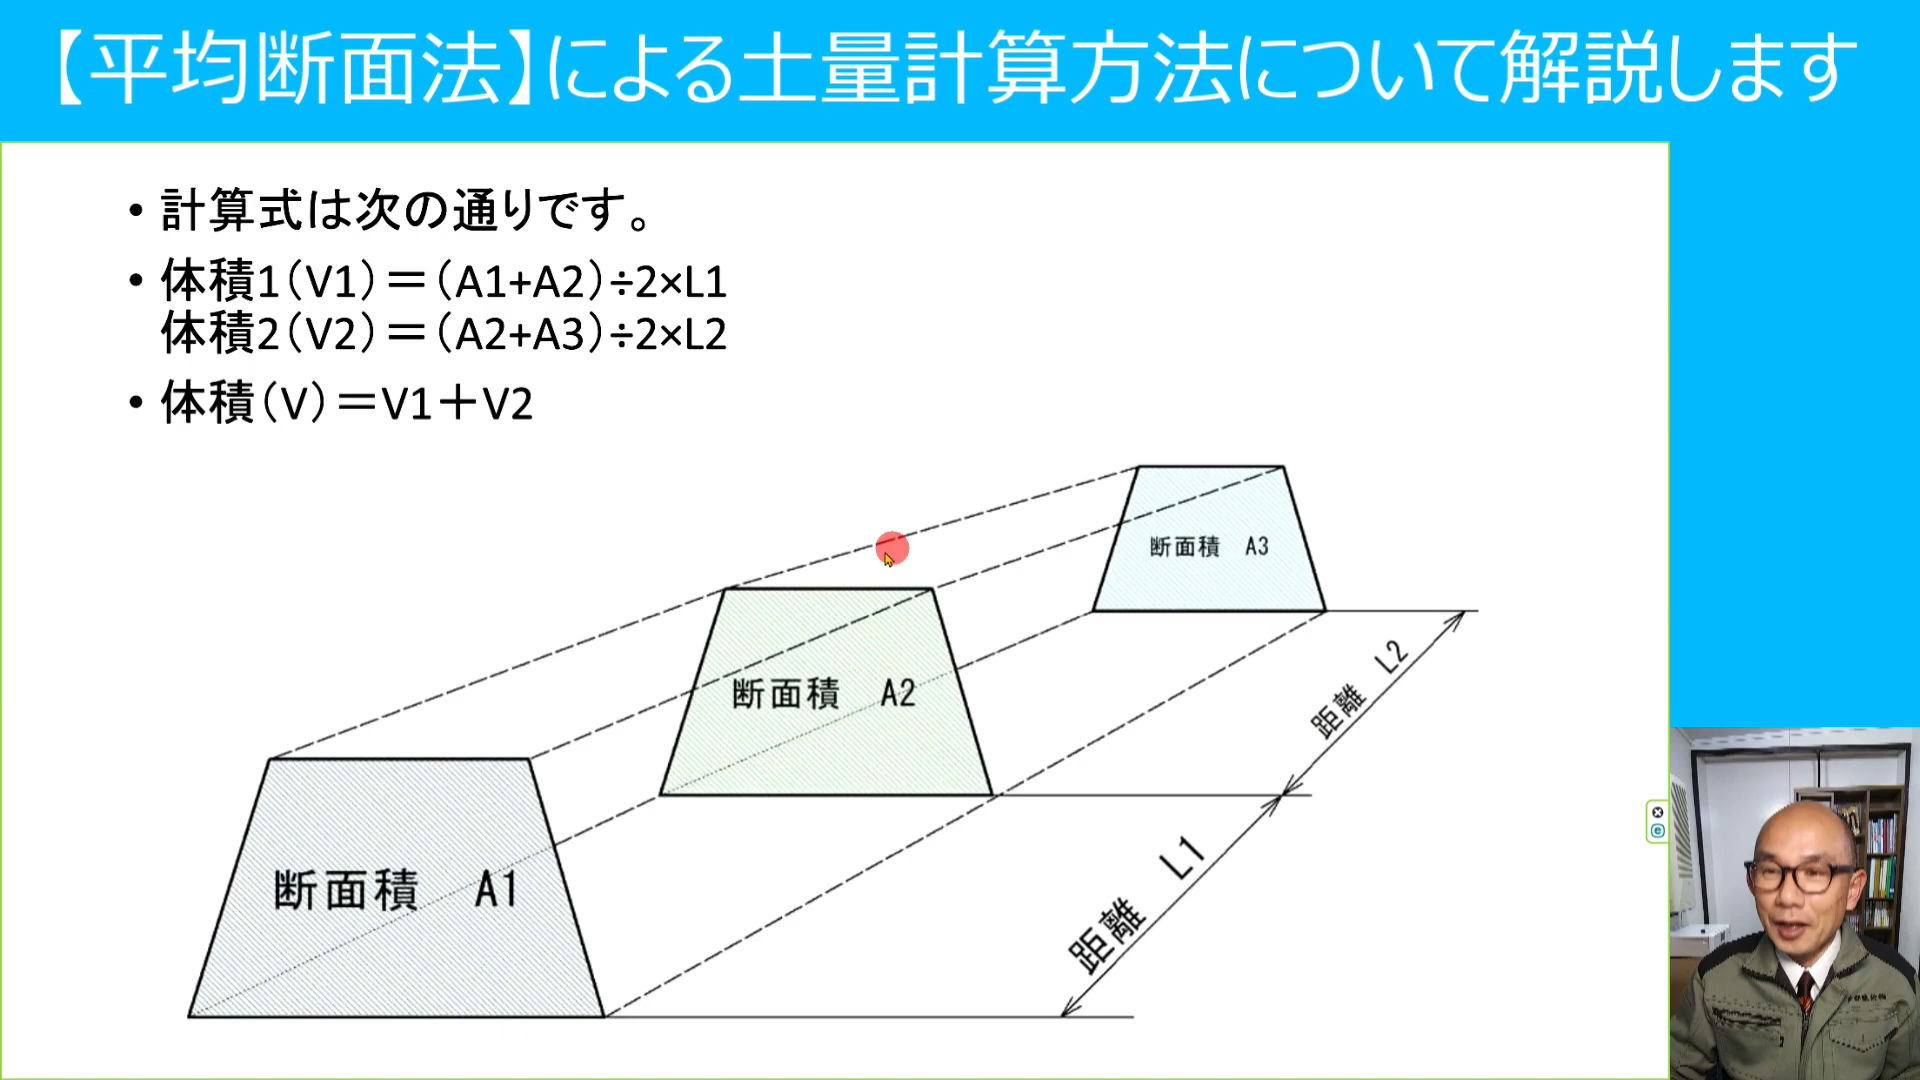 【平均断面法】による土量計算方法について解説します
• 計算式は次の通りです。
• 体積1（V1）＝（A1+A2）÷2×L1
体積2（V2）＝（A2+A3）÷2×L2
• 体積（V）＝V1＋V2
断面積　A3
断面積　A2
断面積　A1
距離　L2
距離　L1